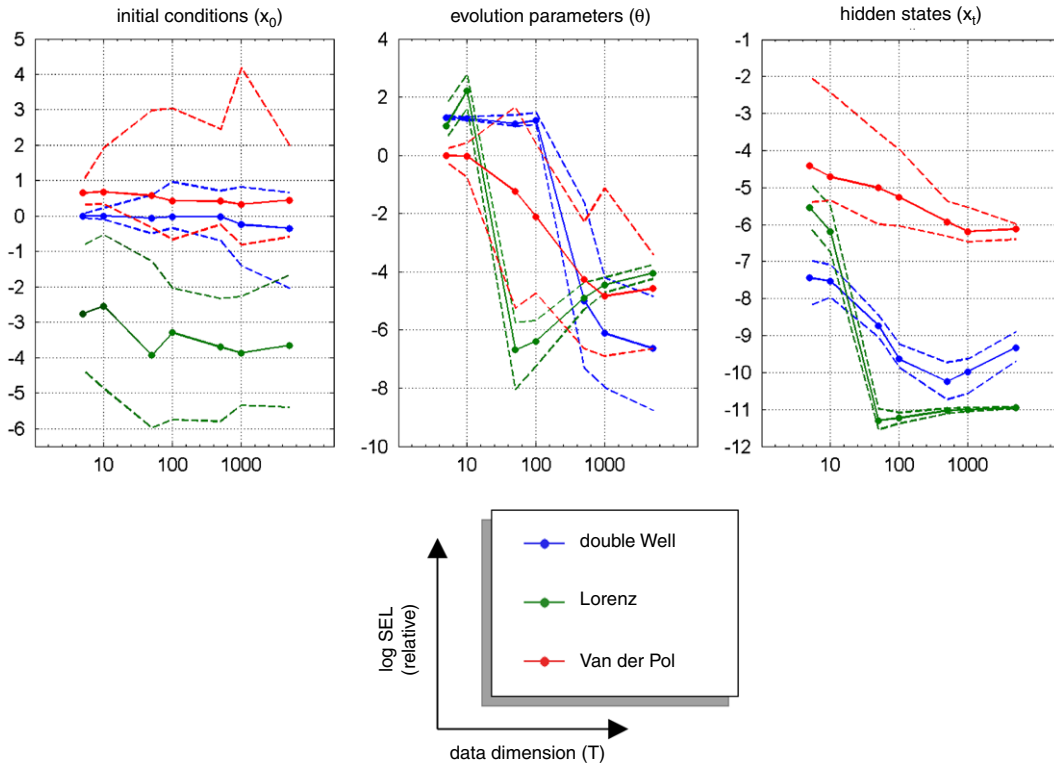 initial conditions (x0)
5
4
3
2
1
0
-1
-2
-3
-4
-5
-6
10 100 1000
evolution parameters (θ)
4
2
0
-2
-4
-6
-8
-10
10 100 1000
hidden states (xt)
-1
-2
-3
-4
-5
-6
-7
-8
-9
-10
-11
-12
10 100 1000
log SEL
(relative)
data dimension (T)
double Well
Lorenz
Van der Pol